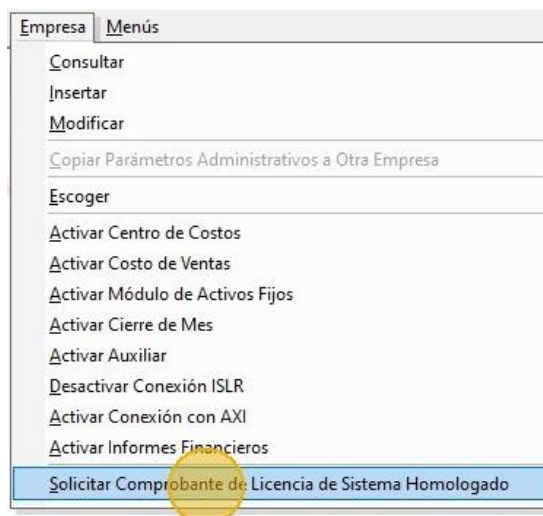 Empresa Menús
Consultar
Insertar
Modificar
Copiar Parámetros Administrativos a Otra Empresa
Escoger
Activar Centro de Costos
Activar Costo de Ventas
Activar Módulo de Activos Fijos
Activar Cierre de Mes
Activar Auxiliar
Desactivar Conexión ISLR
Activar Conexión con AXI
Activar Informes Financieros
Solicitar Comprobante de Licencia de Sistema Homologado